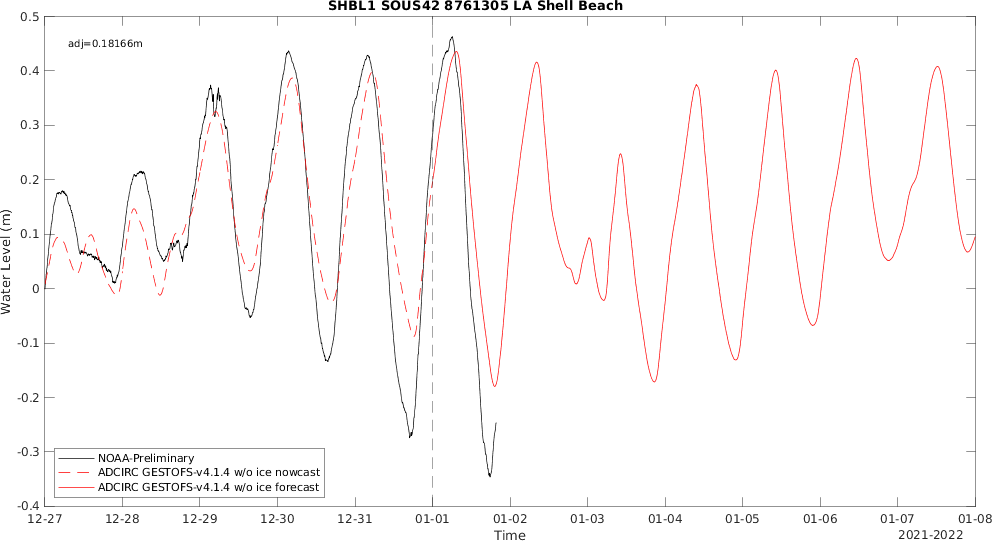 SHBL1 SOUS42 8761305 LA Shell Beach
adj=0.18166m
0.5
0.4
0.3
0.2
0.1
0
-0.1
-0.2
-0.3
-0.4
Water Level (m)
NOAA-Preliminary
ADCIRC GESTOFS-v4.1.4 w/o ice nowcast
ADCIRC GESTOFS-v4.1.4 w/o ice forecast
12-27 12-28 12-29 12-30 12-31 01-01 01-02 01-03 01-04 01-05 01-06 01-07 01-08
Time
2021-2022